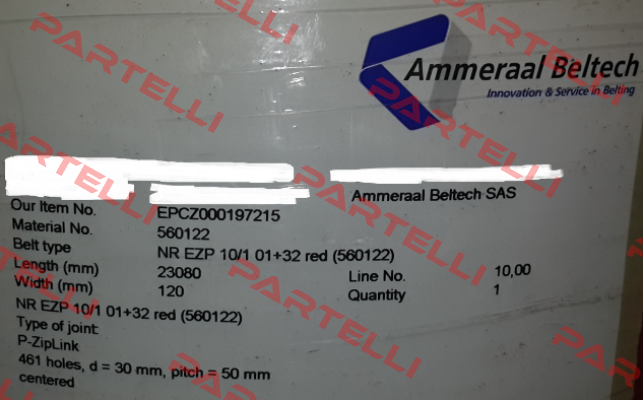 Ammeraal Beltech
Innovation & Service in Belting
Ammeraal Beltech SAS
Our Item No. EPCZ000197215
Material No. 560122
Belt type NR EZP 10/1 01+32 red (560122)
Length (mm) 23080 Line No. 10,00
Width (mm) 120 Quantity 1
NR EZP 10/1 01+32 red (560122)
Type of joint:
P-ZipLink
461 holes, d = 30 mm, pitch = 50 mm
centered
PARTELLI
PARTELLI
PARTELLI
PARTELLI
PARTELLI
PARTELLI